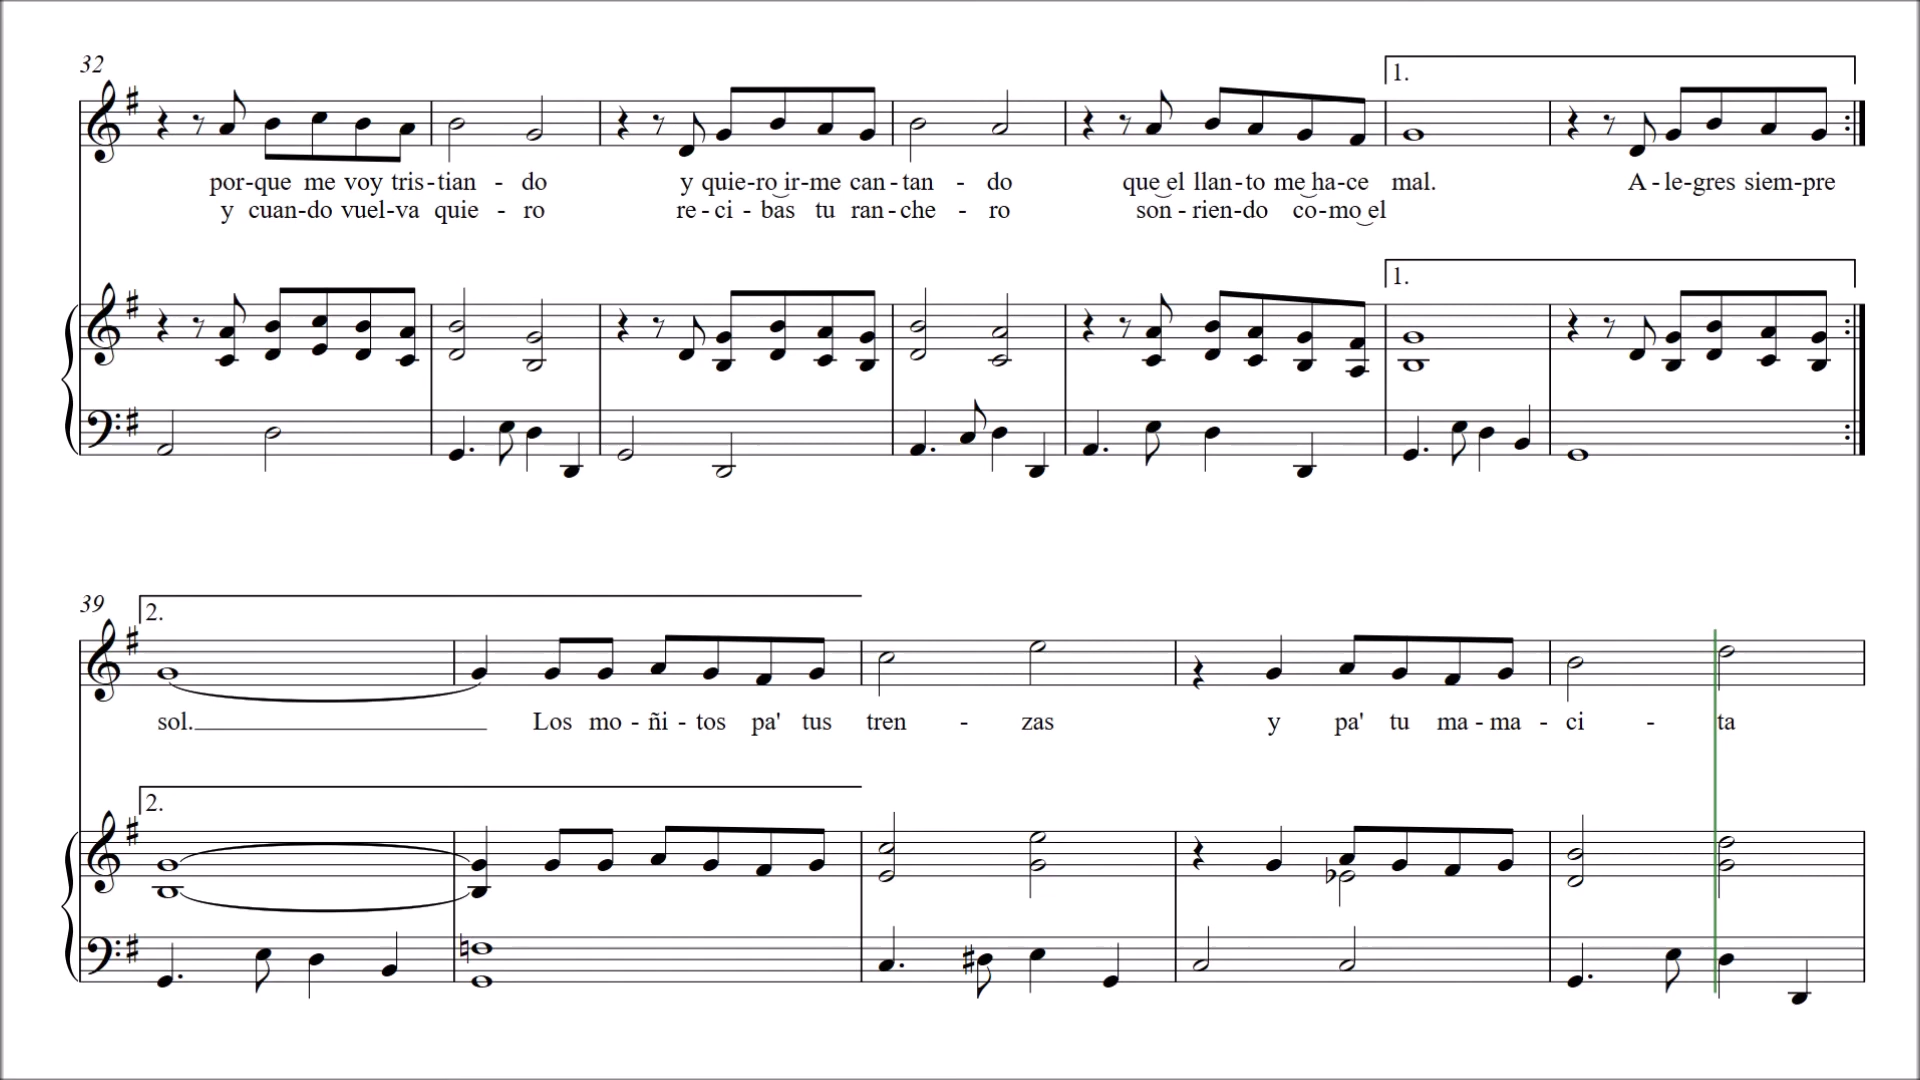 32
1.
por-que me voy tris-tian - do y quie-ro ir-me can-tan - do que el llan-to me ha-ce mal. A-le-gres siem-pre
y cuan-do vuel-va quie - ro re-ci-bas tu ran-che - ro son-rien-do co-mo el
1.
39
2.
sol. Los mo-ñi-tos pa' tus tren - zas y pa' tu ma-ma-ci - ta
2.